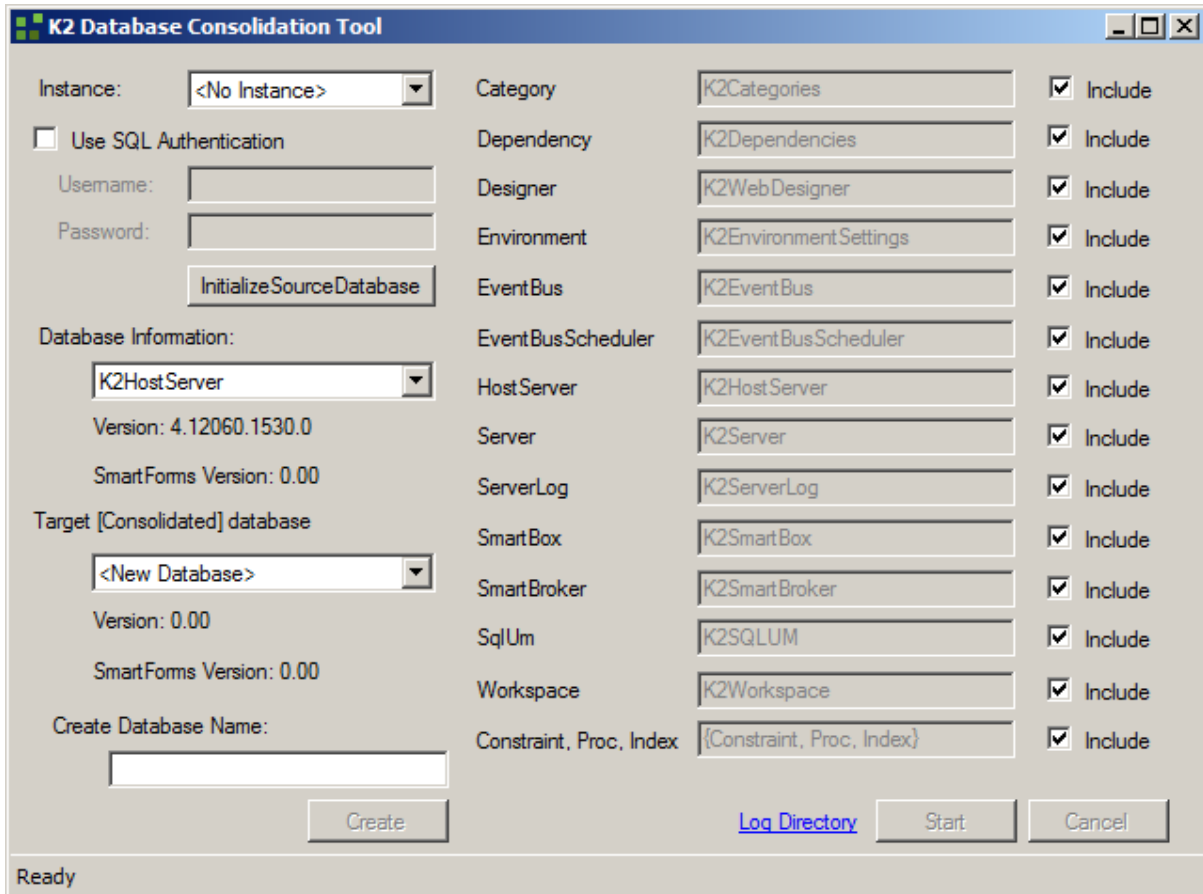 K2 Database Consolidation Tool
Instance: <No Instance>
Use SQL Authentication
Username:
Password:
InitializeSourceDatabase
Database Information:
K2HostServer
Version: 4.12060.1530.0
SmartForms Version: 0.00
Target [Consolidated] database
<New Database>
Version: 0.00
SmartForms Version: 0.00
Create Database Name:
Create
Category K2Categories Include
Dependency K2Dependencies Include
Designer K2WebDesigner Include
Environment K2EnvironmentSettings Include
EventBus K2EventBus Include
EventBusScheduler K2EventBusScheduler Include
HostServer K2HostServer Include
Server K2Server Include
ServerLog K2ServerLog Include
SmartBox K2SmartBox Include
SmartBroker K2SmartBroker Include
SqlUm K2SQLUM Include
Workspace K2Workspace Include
Constraint, Proc, Index {Constraint, Proc, Index} Include
Log Directory Start Cancel
Ready